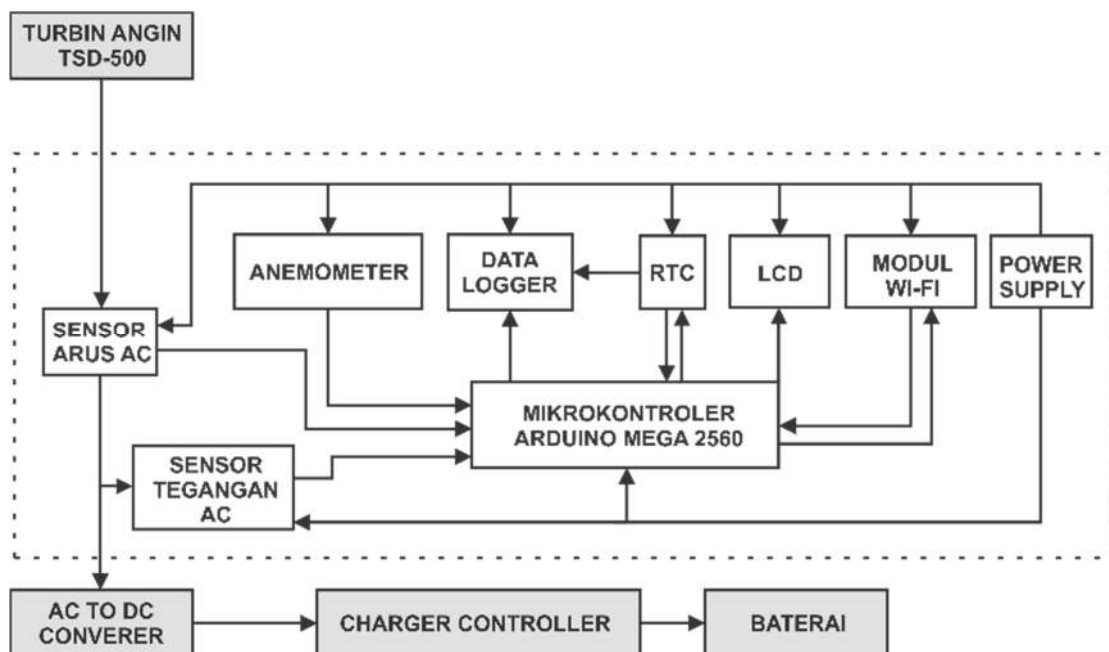 TURBIN ANGIN
TSD-500
ANEMOMETER
DATA
LOGGER
RTC
LCD
MODUL
WI-FI
POWER
SUPPLY
SENSOR
ARUS AC
MIKROKONTROLER
ARDUINO MEGA 2560
SENSOR
TEGANGAN
AC
AC TO DC
CONVERER
CHARGER CONTROLLER
BATERAI